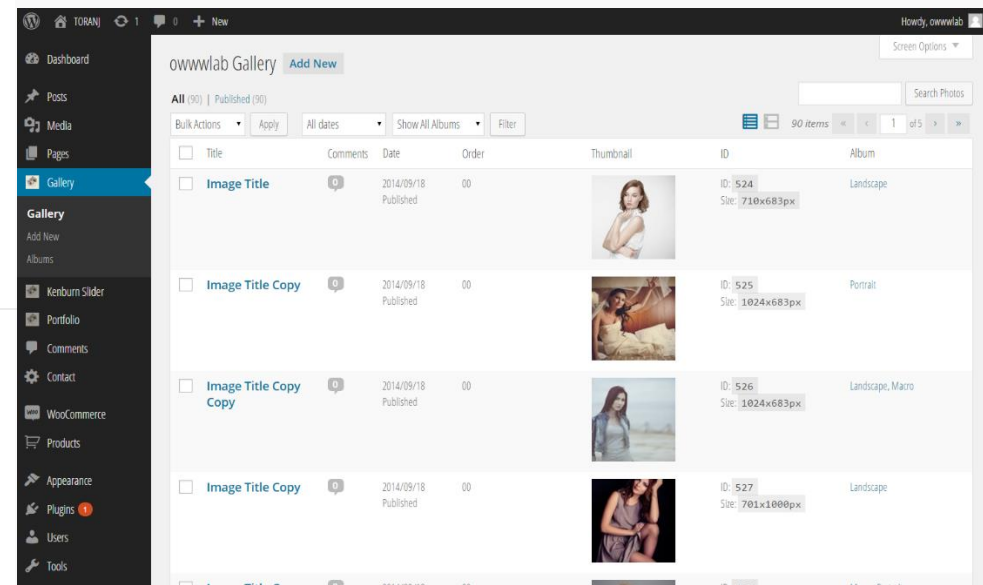 TORANJ 1 0 New Howdy, owwwlab
Screen Options
Dashboard
Posts
Media
Pages
Gallery
Gallery
Add New
Albums
Kenburn Slider
Portfolio
Comments
Contact
WooCommerce
Products
Appearance
Plugins 1
Users
Tools
owwwlab Gallery Add New
All (90) | Published (90)
Search Photos
Bulk Actions Apply All dates Show All Albums Filter 90 items « ‹ 1 of 5 › »
Title Comments Date Order Thumbnail ID Album
Image Title 0 2014/09/18 00 ID: 524 Landscape
Published Size: 710x683px
Image Title Copy 0 2014/09/18 00 ID: 525 Portrait
Published Size: 1024x683px
Image Title Copy 0 2014/09/18 00 ID: 526 Landscape, Macro
Copy Published Size: 1024x683px
Image Title Copy 0 2014/09/18 00 ID: 527 Landscape
Published Size: 701x1000px